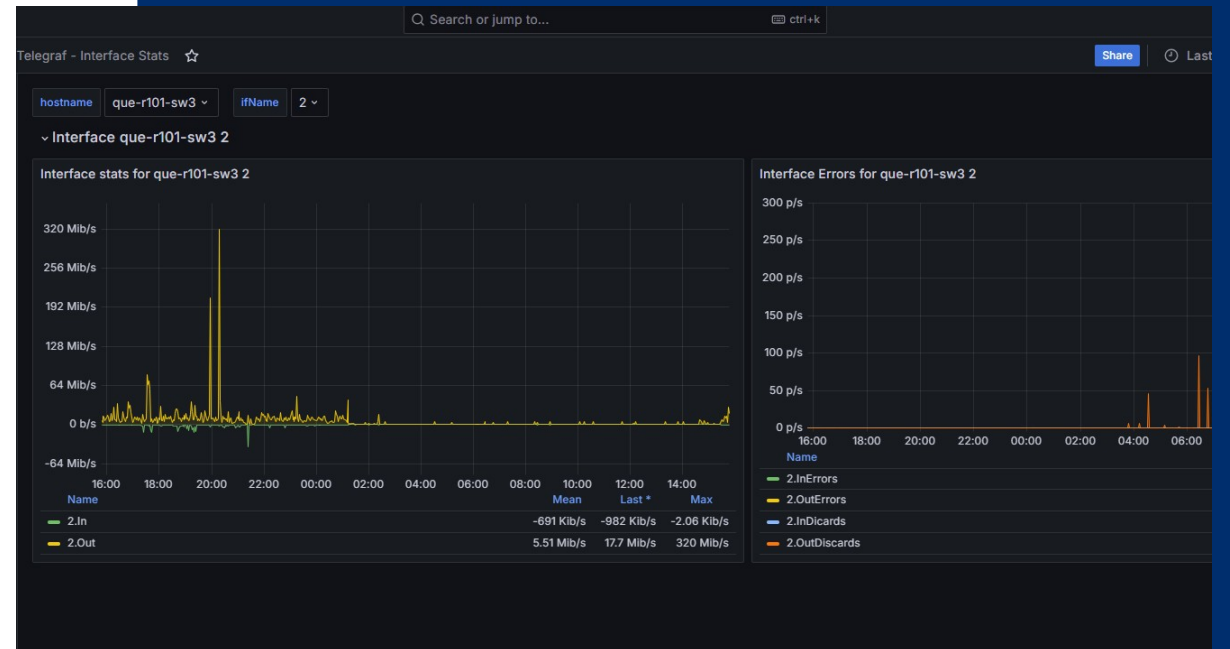 Search or jump to... ctrl+k
Telegraf - Interface Stats Share Last
hostname que-r101-sw3 ifName 2
Interface que-r101-sw3 2
Interface stats for que-r101-sw3 2
320 Mib/s
256 Mib/s
192 Mib/s
128 Mib/s
64 Mib/s
0 b/s
-64 Mib/s
16:00 18:00 20:00 22:00 00:00 02:00 04:00 06:00 08:00 10:00 12:00 14:00
Name Mean Last * Max
2.In -691 Kib/s -982 Kib/s -2.06 Kib/s
2.Out 5.51 Mib/s 17.7 Mib/s 320 Mib/s
Interface Errors for que-r101-sw3 2
300 p/s
250 p/s
200 p/s
150 p/s
100 p/s
50 p/s
0 p/s
16:00 18:00 20:00 22:00 00:00 02:00 04:00 06:00
Name
2.InErrors
2.OutErrors
2.InDicards
2.OutDiscards